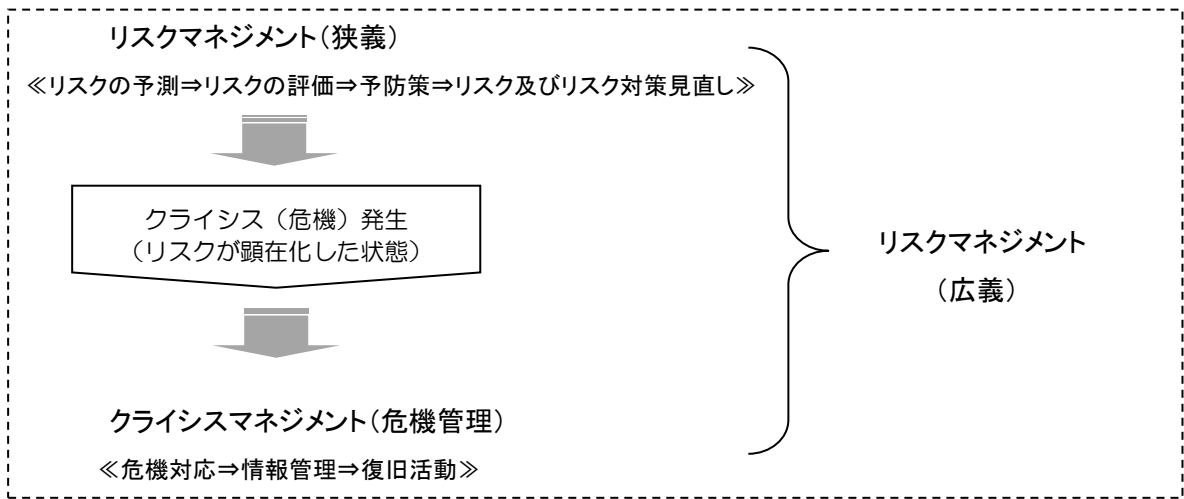 リスクマネジメント（狭義）
≪リスクの予測⇒リスクの評価⇒予防策⇒リスク及びリスク対策見直し≫
クライシス（危機）発生
（リスクが顕在化した状態）
リスクマネジメント
（広義）
クライシスマネジメント（危機管理）
≪危機対応⇒情報管理⇒復旧活動≫